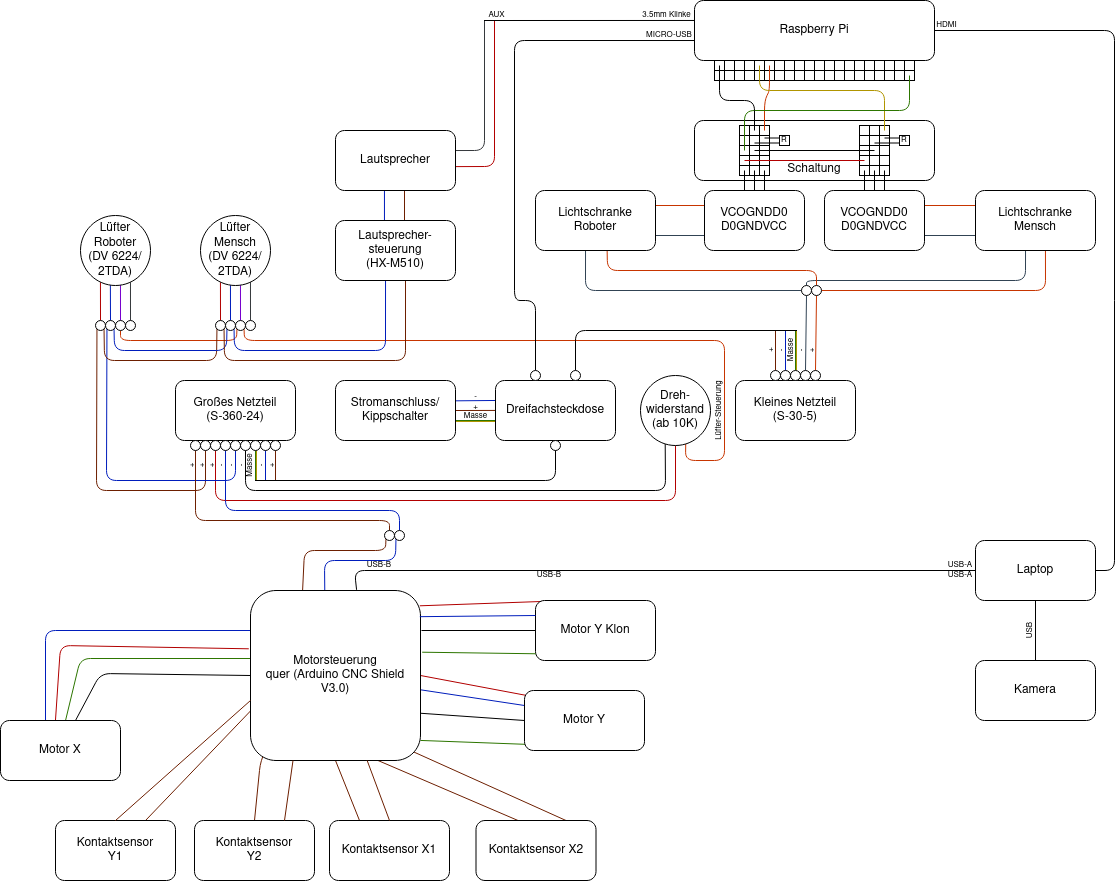 AUX
3.5mm Klinke
MICRO-USB
Raspberry Pi
HDMI
R
R
Schaltung
Lautsprecher
Lichtschranke
Roboter
VCOGNDD0
D0GNDVCC
VCOGNDD0
D0GNDVCC
Lichtschranke
Mensch
Lüfter
Roboter
(DV 6224/
2TDA)
Lüfter
Mensch
(DV 6224/
2TDA)
Lautsprecher-
steuerung
(HX-M510)
+
-
Masse
-
+
Großes Netzteil
(S-360-24)
Stromanschluss/
Kippschalter
-
+
Masse
Dreifachsteckdose
Dreh-
widerstand
(ab 10K)
Lüfter-Steuerung
Kleines Netzteil
(S-30-5)
+
+
+
-
-
-
Masse
-
+
USB-B
USB-B
USB-A
USB-A
Laptop
USB
Kamera
Motorsteuerung
quer (Arduino CNC Shield
V3.0)
Motor Y Klon
Motor Y
Motor X
Kontaktsensor
Y1
Kontaktsensor
Y2
Kontaktsensor X1
Kontaktsensor X2